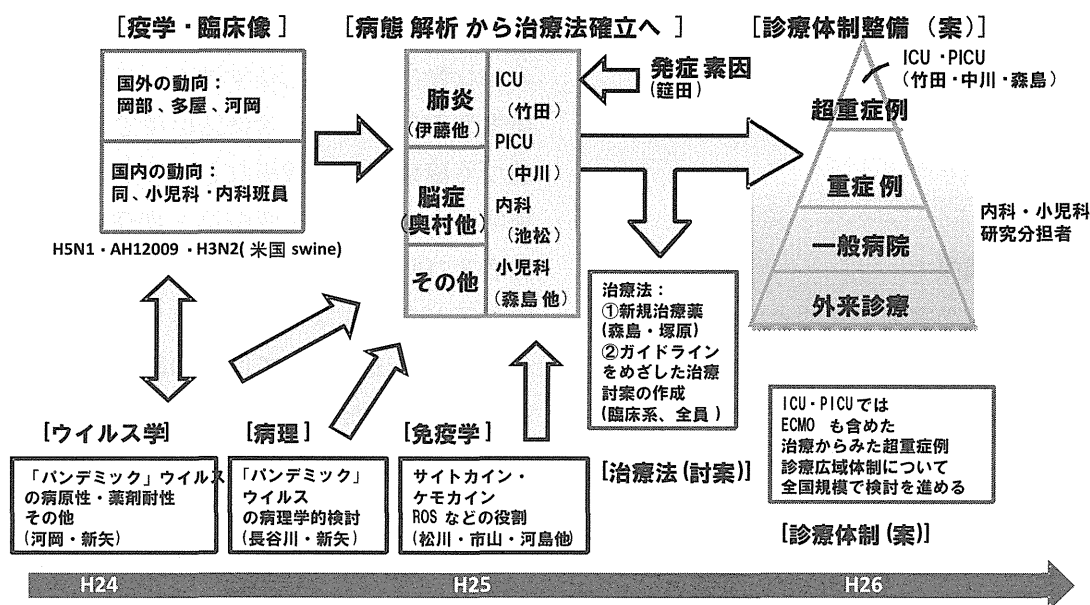 [疫学・臨床像]
国外の動向：
岡部、多屋、河岡
国内の動向：
同、小児科・内科班員
H5N1・AH12009・H3N2(米国 swine)
[病態 解析 から治療法確立へ ]
肺炎
(伊藤他)
脳症
(奥村他)
その他
ICU
(竹田)
PICU
(中川)
内科
(池松)
小児科
(森島 他)
発症 素因
(筵田)
[診療体制整備 (案)]
ICU ・PICU
(竹田・中川・森島)
超重症例
重症例
一般病院
外来診療
内科・小児科
研究分担者
治療法：
①新規治療薬
(森島・塚原)
②ガイドライン
をめざした治療
討案の作成
(臨床系、全員)
[治療法(討案)]
ICU・PICUでは
ECMO も含めた
治療からみた超重症例
診療広域体制について
全国規模で検討を進める
[診療体制(案)]
[ウイルス学]
「パンデミック」ウイルス
の病原性・薬剤耐性
その他
(河岡・新矢)
[病理]
「パンデミック」
ウイルス
の病理学的検討
(長谷川・新矢)
[免疫学]
サイトカイン・
ケモカイン
ROS などの役割
(松川・市山・河島他)
H24
H25
H26